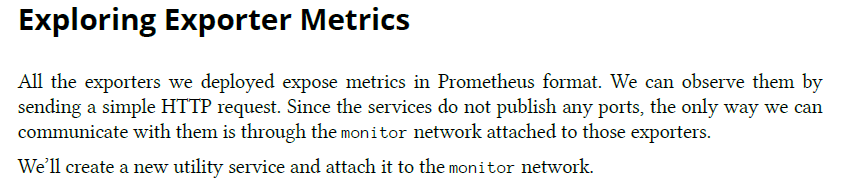 Exploring Exporter Metrics
All the exporters we deployed expose metrics in Prometheus format. We can observe them by
sending a simple HTTP request. Since the services do not publish any ports, the only way we can
communicate with them is through the monitor network attached to those exporters.
We’ll create a new utility service and attach it to the monitor network.